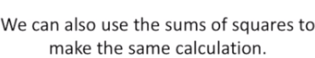 We can also use the sums of squares to
make the same calculation.